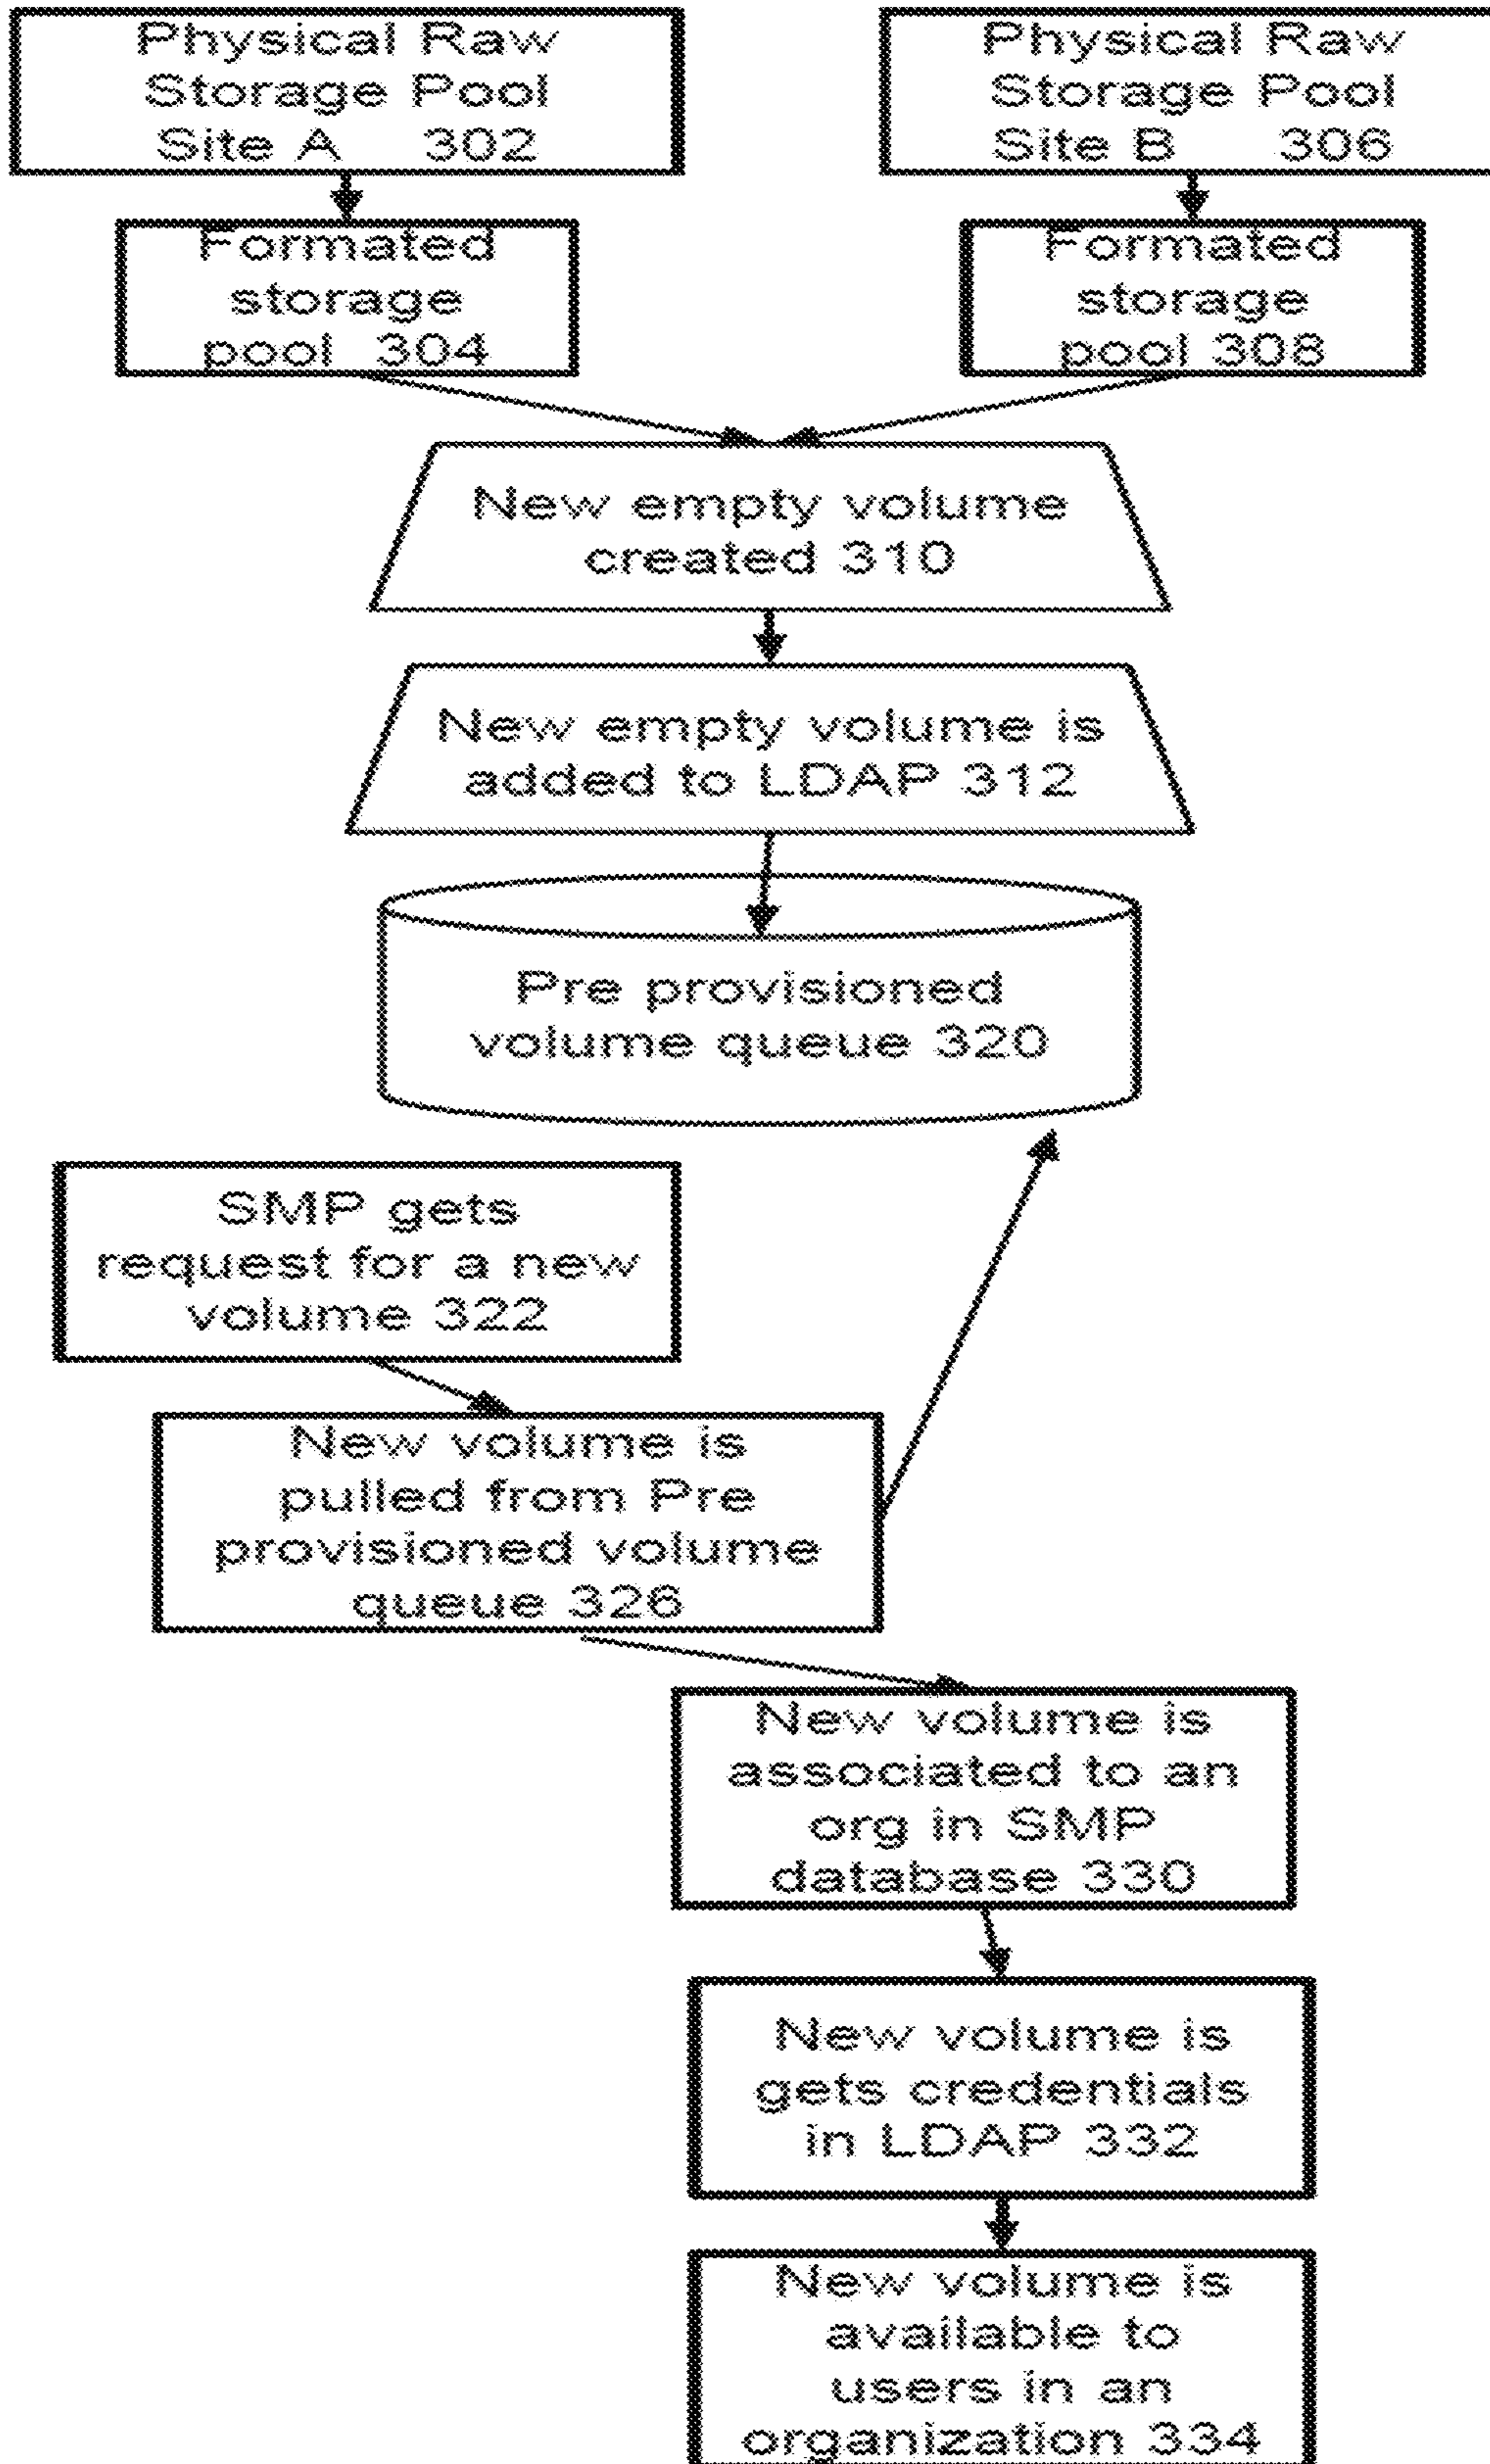 Physical Raw
Storage Pool
Site A 302
Physical Raw
Storage Pool
Site B 306
Formated
storage
pool 304
Formated
storage
pool 308
New empty volume
created 310
New empty volume is
added to LDAP 312
Pre provisioned
volume queue 320
SMP gets
request for a new
volume 322
New volume is
pulled from Pre
provisioned volume
queue 326
New volume is
associated to an
org in SMP
database 330
New volume is
gets credentials
in LDAP 332
New volume is
available to
users in an
organization 334